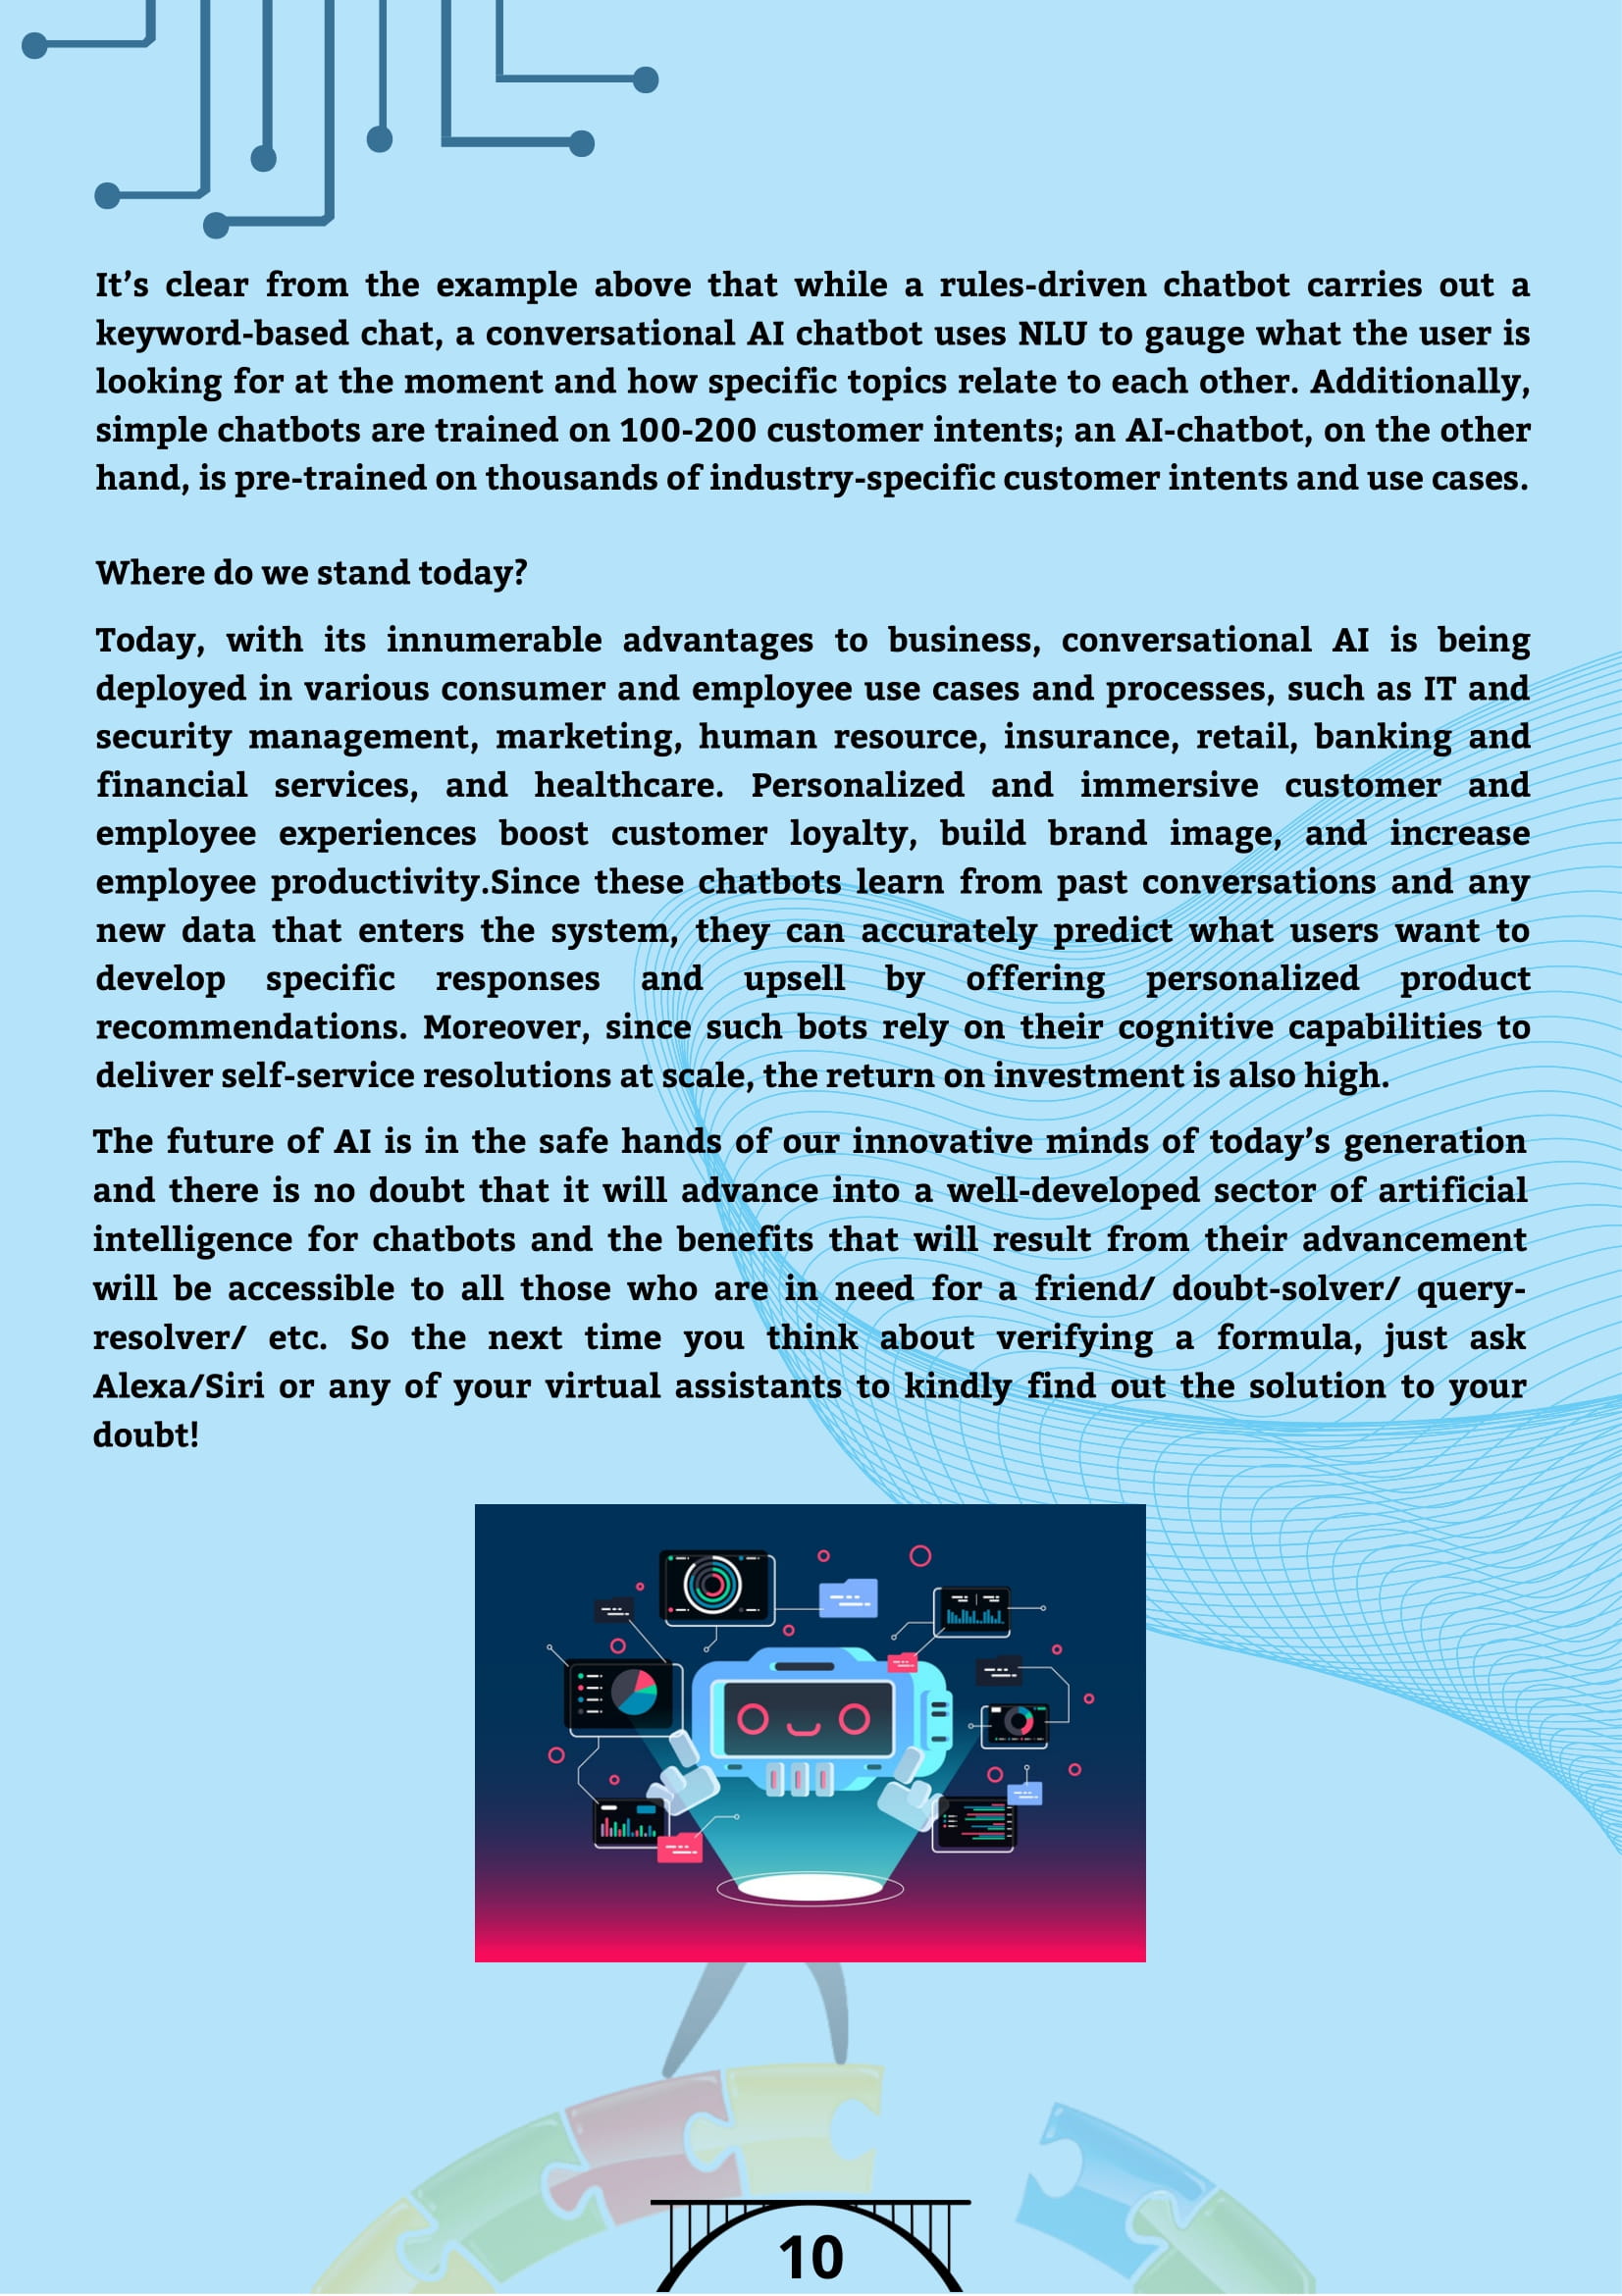 It’s clear from the example above that while a rules-driven chatbot carries out a
keyword-based chat, a conversational AI chatbot uses NLU to gauge what the user is
looking for at the moment and how specific topics relate to each other. Additionally,
simple chatbots are trained on 100-200 customer intents; an AI-chatbot, on the other
hand, is pre-trained on thousands of industry-specific customer intents and use cases.
Where do we stand today?
Today, with its innumerable advantages to business, conversational AI is being
deployed in various consumer and employee use cases and processes, such as IT and
security management, marketing, human resource, insurance, retail, banking and
financial services, and healthcare. Personalized and immersive customer and
employee experiences boost customer loyalty, build brand image, and increase
employee productivity.Since these chatbots learn from past conversations and any
new data that enters the system, they can accurately predict what users want to
develop specific responses and upsell by offering personalized product
recommendations. Moreover, since such bots rely on their cognitive capabilities to
deliver self-service resolutions at scale, the return on investment is also high.
The future of AI is in the safe hands of our innovative minds of today’s generation
and there is no doubt that it will advance into a well-developed sector of artificial
intelligence for chatbots and the benefits that will result from their advancement
will be accessible to all those who are in need for a friend/ doubt-solver/ query-
resolver/ etc. So the next time you think about verifying a formula, just ask
Alexa/Siri or any of your virtual assistants to kindly find out the solution to your
doubt!
10